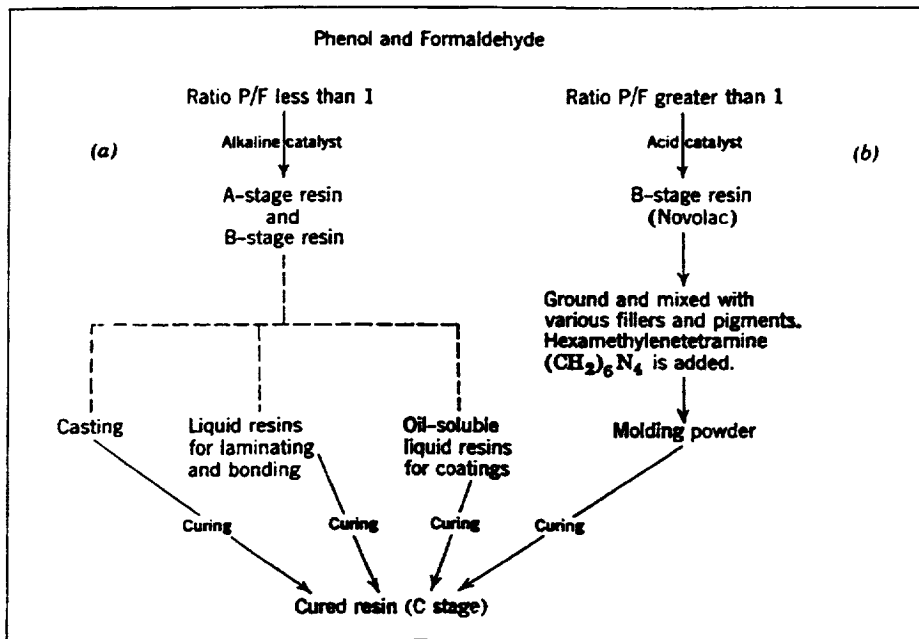 Phenol and Formaldehyde
Ratio P/F less than 1
Ratio P/F greater than 1
(a)
Alkaline catalyst
Acid catalyst
(b)
A-stage resin
and
B-stage resin
B-stage resin
(Novolac)
Ground and mixed with
various fillers and pigments.
Hexamethylenetetramine
(CH₂)₆N₄ is added.
Casting
Liquid resins
for laminating
and bonding
Oil-soluble
liquid resins
for coatings
Molding powder
Curing
Curing
Curing
Curing
Cured resin (C stage)